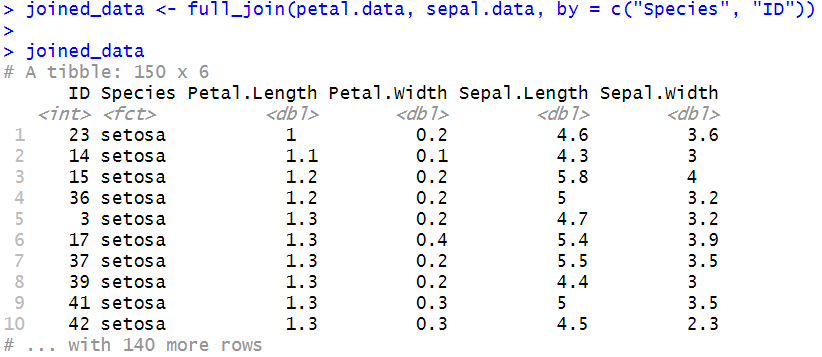 > joined_data <- full_join(petal.data, sepal.data, by = c("Species", "ID"))
>
> joined_data
# A tibble: 150 x 6
ID Species Petal.Length Petal.Width Sepal.Length Sepal.Width
<int> <fct> <dbl> <dbl> <dbl> <dbl>
1 23 setosa 1 0.2 4.6 3.6
2 14 setosa 1.1 0.1 4.3 3
3 15 setosa 1.2 0.2 5.8 4
4 36 setosa 1.2 0.2 5 3.2
5 3 setosa 1.3 0.2 4.7 3.2
6 17 setosa 1.3 0.4 5.4 3.9
7 37 setosa 1.3 0.2 5.5 3.5
8 39 setosa 1.3 0.2 4.4 3
9 41 setosa 1.3 0.3 5 3.5
10 42 setosa 1.3 0.3 4.5 2.3
# ... with 140 more rows